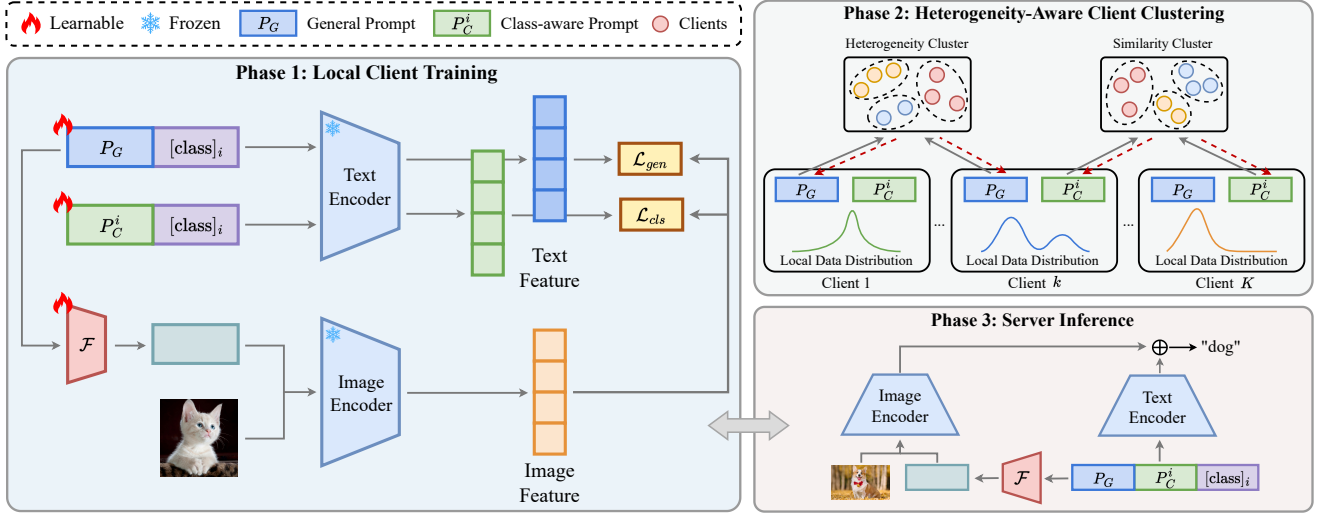 Learnable Frozen P_G General Prompt P_C^i Class-aware Prompt Clients
Phase 1: Local Client Training
P_G [class]_i
P_C^i [class]_i
Text
Encoder
L_gen
L_cls
Text
Feature
F
Image
Encoder
Image
Feature
Phase 2: Heterogeneity-Aware Client Clustering
Heterogeneity Cluster Similarity Cluster
P_G P_C^i P_G P_C^i P_G P_C^i
... ...
Local Data Distribution Local Data Distribution Local Data Distribution
Client 1 Client k Client K
Phase 3: Server Inference
"dog"
Image
Encoder
Text
Encoder
F P_G P_C^i [class]_i